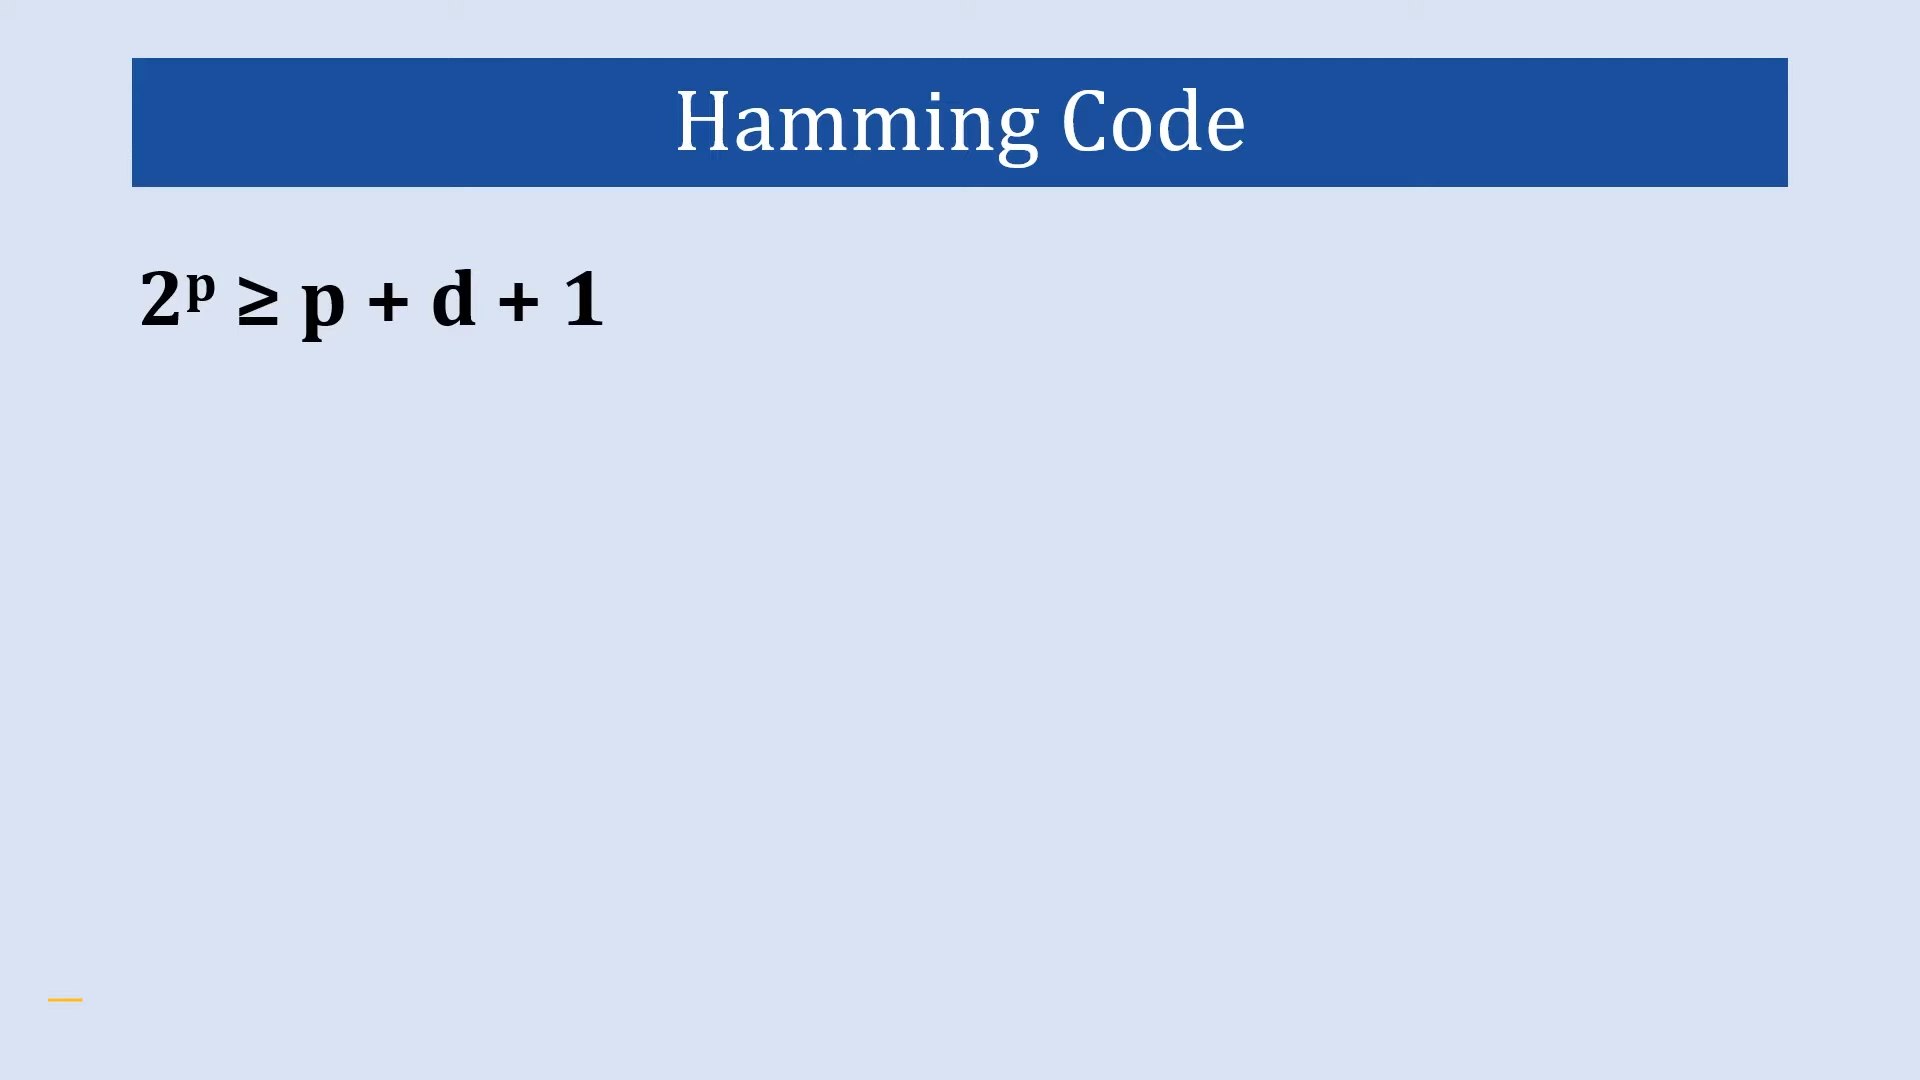 Hamming Code
2ᵖ ≥ p + d + 1